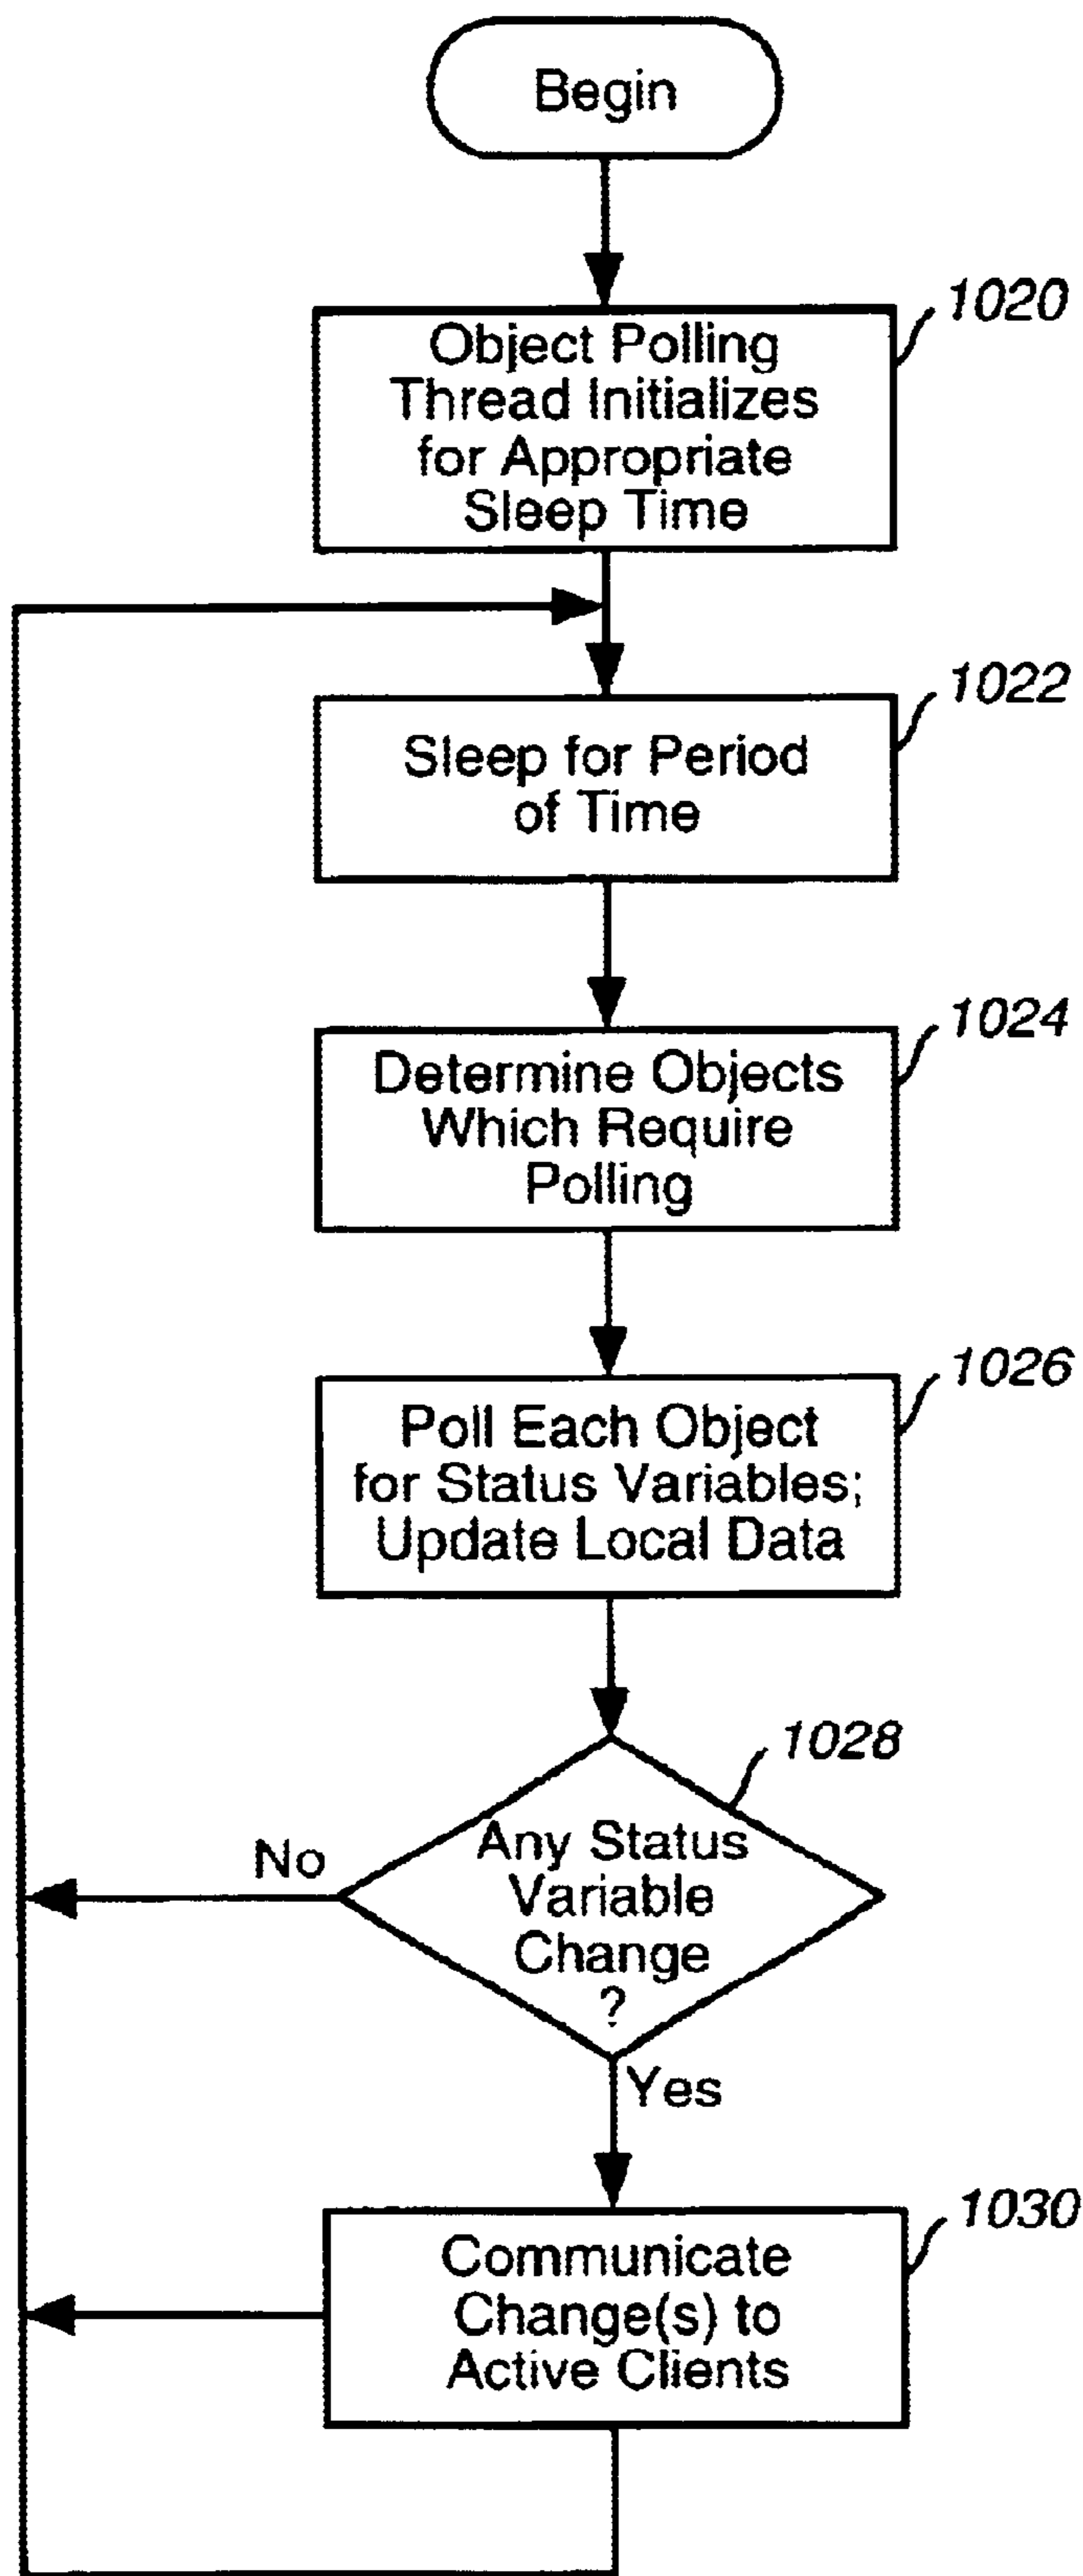 Begin
1020
Object Polling
Thread Initializes
for Appropriate
Sleep Time
1022
Sleep for Period
of Time
1024
Determine Objects
Which Require
Polling
1026
Poll Each Object
for Status Variables;
Update Local Data
1028
Any Status
Variable
Change
?
No
Yes
1030
Communicate
Change(s) to
Active Clients